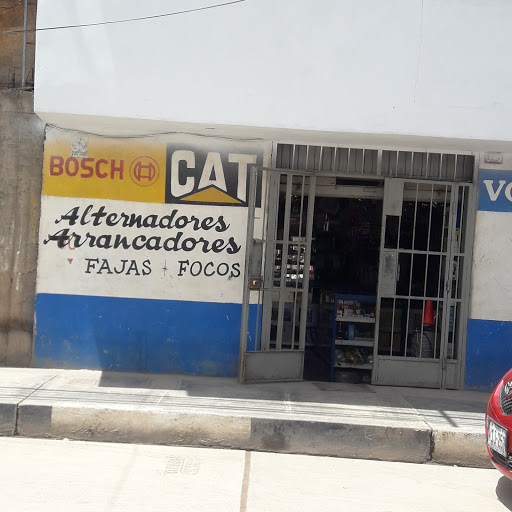 BOSCH
CAT
Alternadores
Arrancadores
FAJAS FOCOS
VO